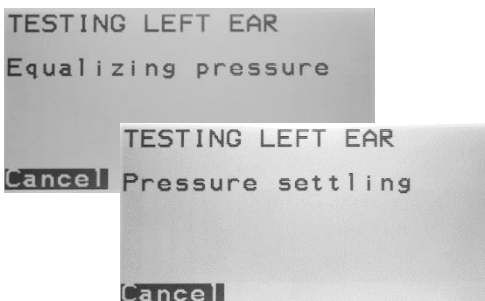 TESTING LEFT EAR
Equalizing pressure
Cancel
TESTING LEFT EAR
Pressure settling
Cancel